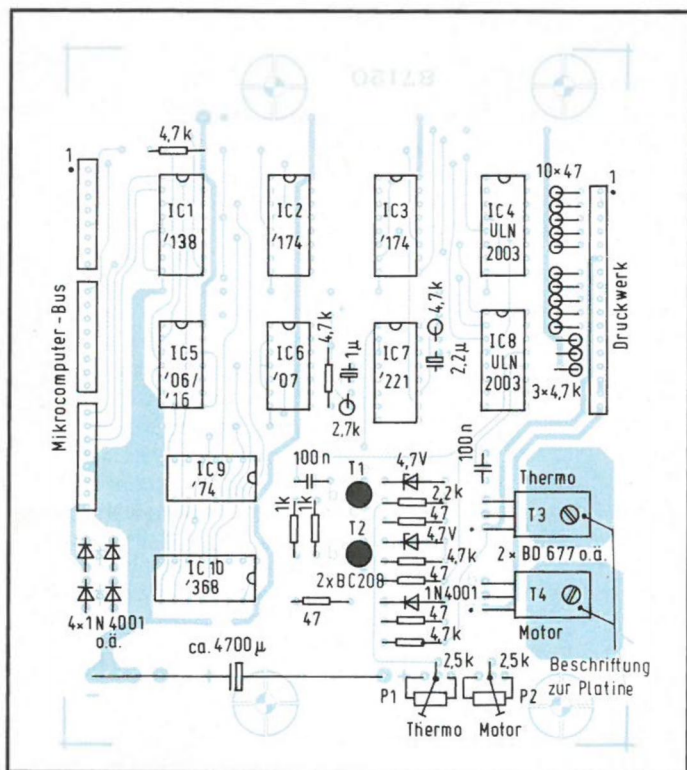 87120
4,7k
1
10×47
1
IC1
'138
IC2
'174
IC3
'174
IC4
ULN
2003
Mikrocomputer-Bus
Druckwerk
IC5
'06/
'16
IC6
'07
4,7k
1µ
2,7k
IC7
'221
4,7k
2,2µ
IC8
ULN
2003
3×4,7k
IC9
'74
100n
T1
4,7V
100n
Thermo
2,2k
T3
1k
1k
47
T2
4,7V
2×BD 677 o.ä.
4,7k
IC10
'368
47
2×BC208
1N4001
T4
4×1N4001
o.ä.
47
47
4,7k
Motor
ca. 4700µ
Beschriftung
zur Platine
2,5k
2,5k
P1
P2
Thermo
Motor